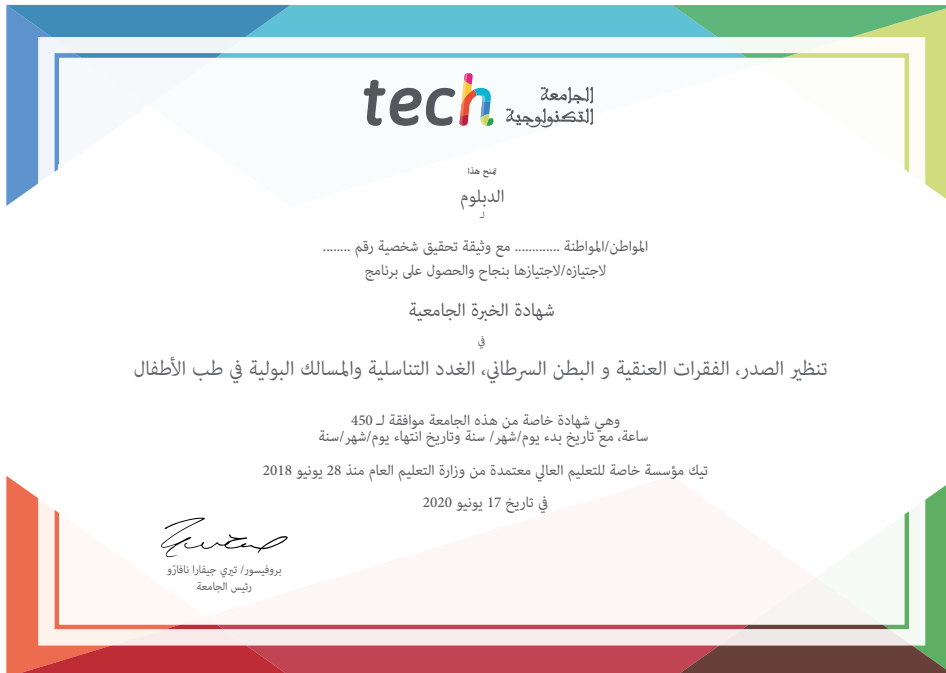 tech الجامعة
التكنولوجية
يمنح هذا
الدبلوم
لـ
المواطن/المواطنة ............. مع وثيقة تحقيق شخصية رقم ........
لاجتيازه/لاجتيازها بنجاح والحصول على برنامج
شهادة الخبرة الجامعية
في
تنظير الصدر، الفقرات العنقية و البطن السرطاني، الغدد التناسلية والمسالك البولية في طب الأطفال
وهي شهادة خاصة من هذه الجامعة موافقة لـ 450
ساعة، مع تاريخ بدء يوم/شهر/ سنة وتاريخ انتهاء يوم/شهر/سنة
تيك مؤسسة خاصة للتعليم العالي معتمدة من وزارة التعليم العام منذ 28 يونيو 2018
في تاريخ 17 يونيو 2020
بروفيسور/ تيري جيفارا نافارّو
رئيس الجامعة